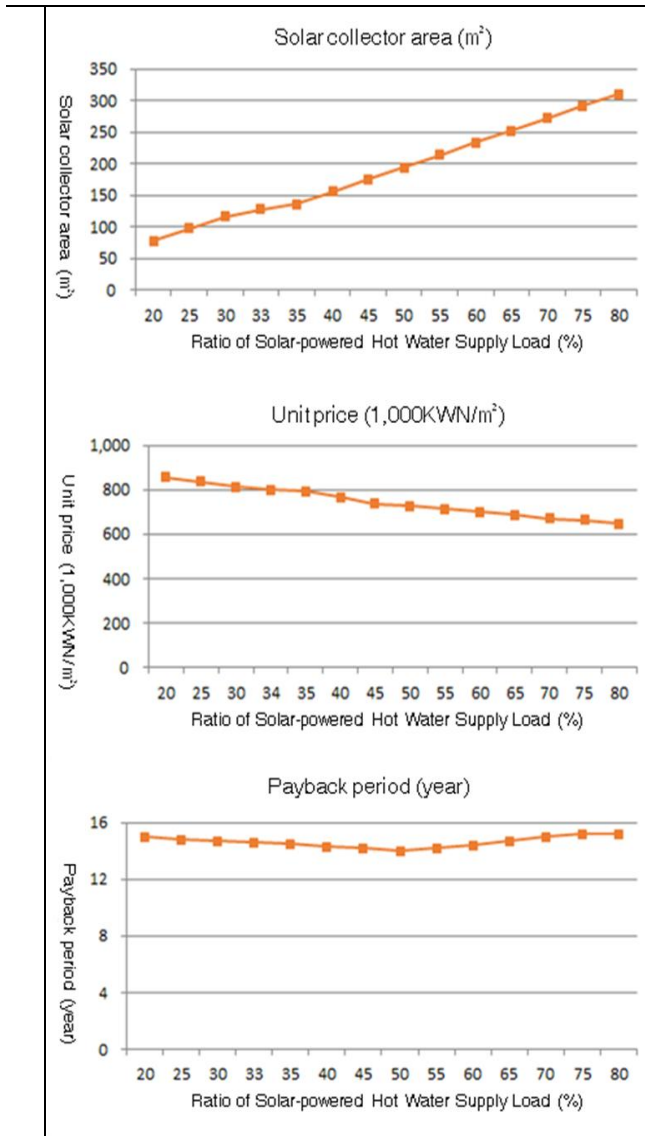 Solar collector area (m²)
Solar collector area (m²)
350
300
250
200
150
100
50
0
20 25 30 33 35 40 45 50 55 60 65 70 75 80
Ratio of Solar-powered Hot Water Supply Load (%)
Unit price (1,000KWN/m²)
Unit price (1,000KWN/m²)
1,000
800
600
400
200
0
20 25 30 34 35 40 45 50 55 60 65 70 75 80
Ratio of Solar-powered Hot Water Supply Load (%)
Payback period (year)
Payback period (year)
16
12
8
4
0
20 25 30 33 35 40 45 50 55 60 65 70 75 80
Ratio of Solar-powered Hot Water Supply Load (%)